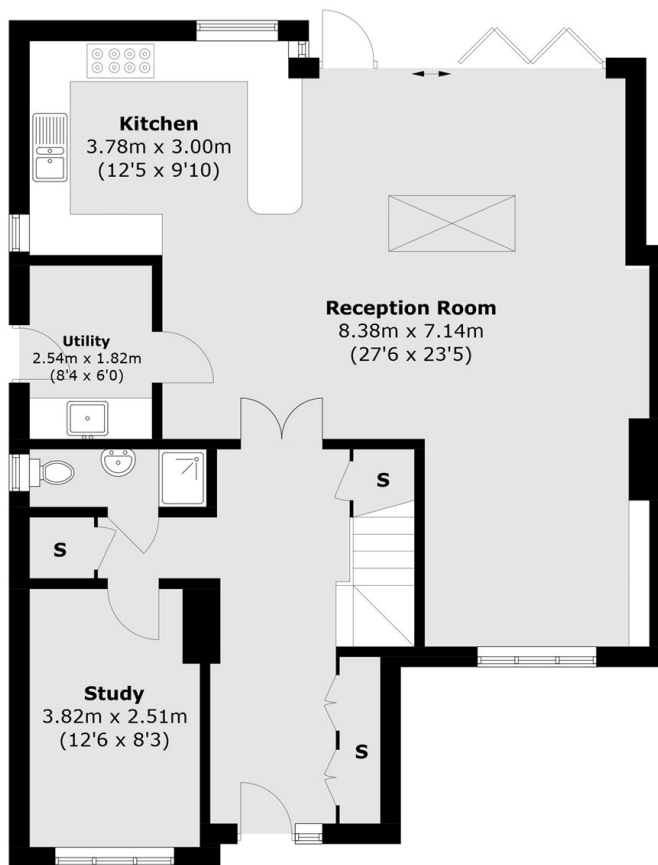 Kitchen
3.78m x 3.00m
(12'5 x 9'10)
Reception Room
8.38m x 7.14m
(27'6 x 23'5)
Utility
2.54m x 1.82m
(8'4 x 6'0)
S
S
Study
3.82m x 2.51m
(12'6 x 8'3)
S